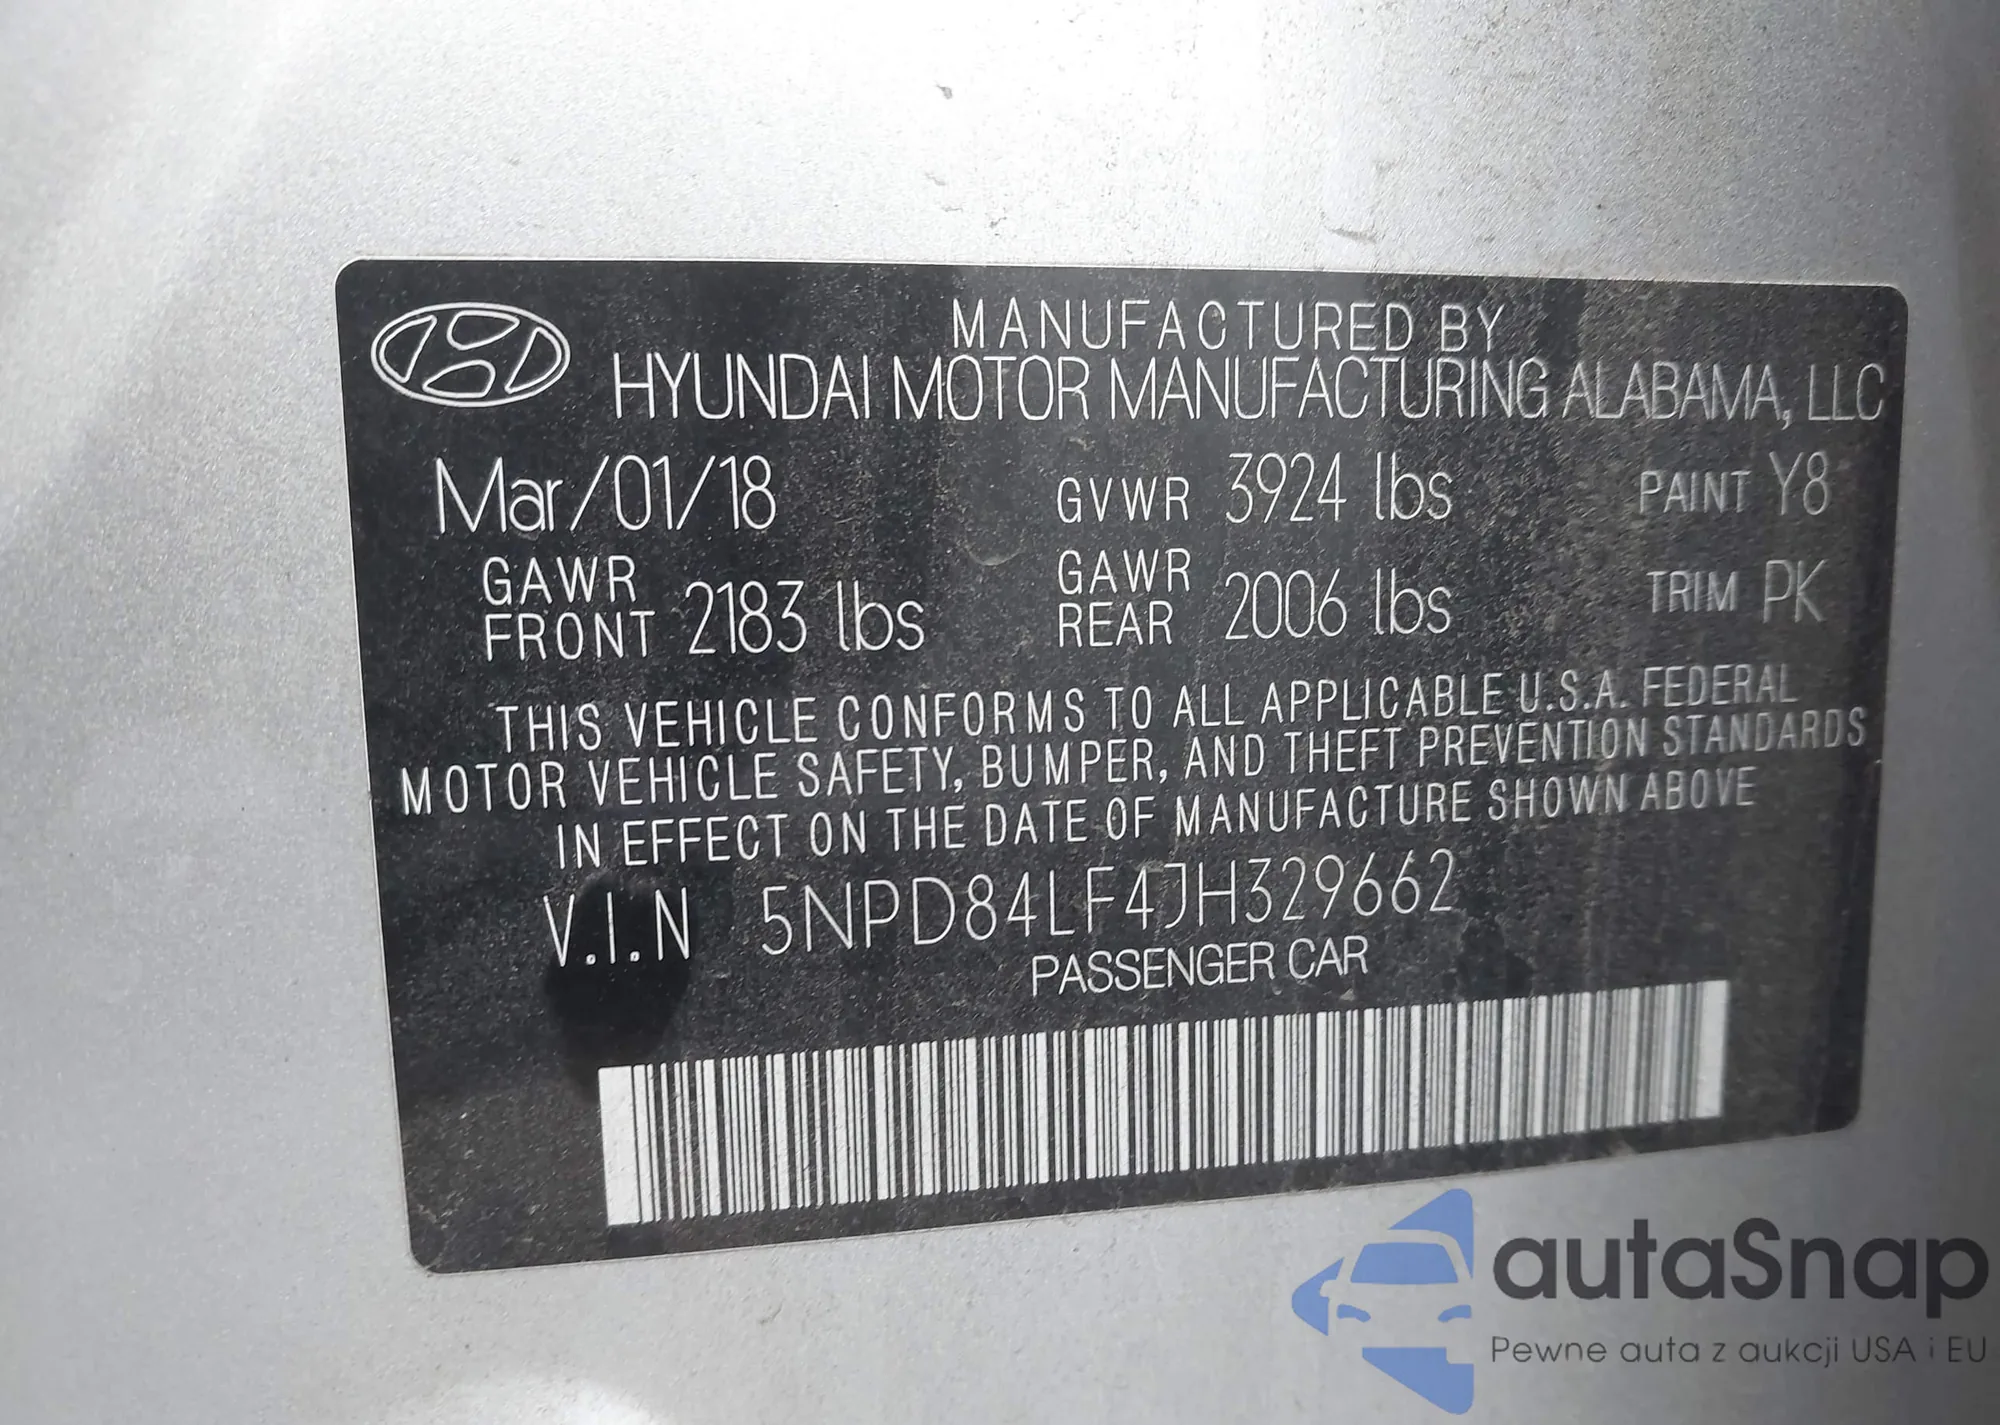 MANUFACTURED BY
HYUNDAI MOTOR MANUFACTURING ALABAMA, LLC
Mar/01/18 GVWR 3924 lbs PAINT Y8
GAWR FRONT 2183 lbs GAWR REAR 2006 lbs TRIM PK
THIS VEHICLE CONFORMS TO ALL APPLICABLE U.S.A. FEDERAL
MOTOR VEHICLE SAFETY, BUMPER, AND THEFT PREVENTION STANDARDS
IN EFFECT ON THE DATE OF MANUFACTURE SHOWN ABOVE
V.I.N 5NPD84LF4JH329662
PASSENGER CAR
autaSnap
Pewne auta z aukcji USA i EU